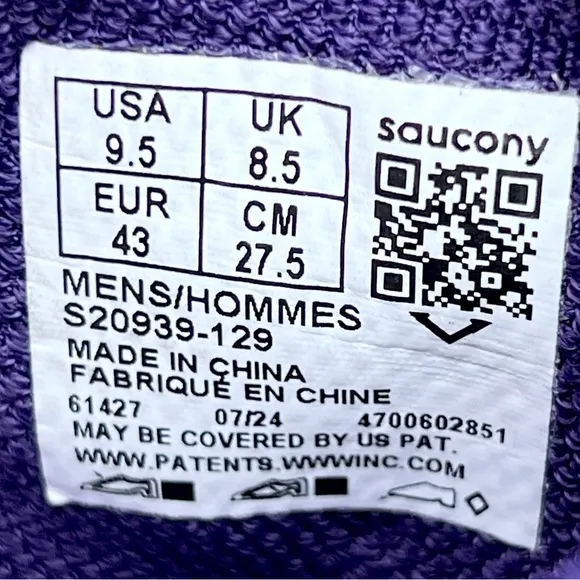 USA UK
9.5 8.5
EUR CM
43 27.5
saucony
MENS/HOMMES
S20939-129
MADE IN CHINA
FABRIQUÉ EN CHINE
61427 07/24 4700602851
MAY BE COVERED BY US PAT.
WWW.PATENTS.WWWINC.COM